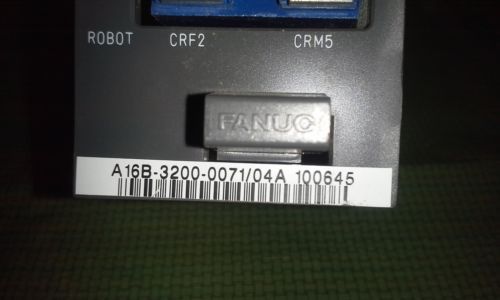 ROBOT CRF2 CRM5
FANUC
A16B-3200-0071/04A 100645